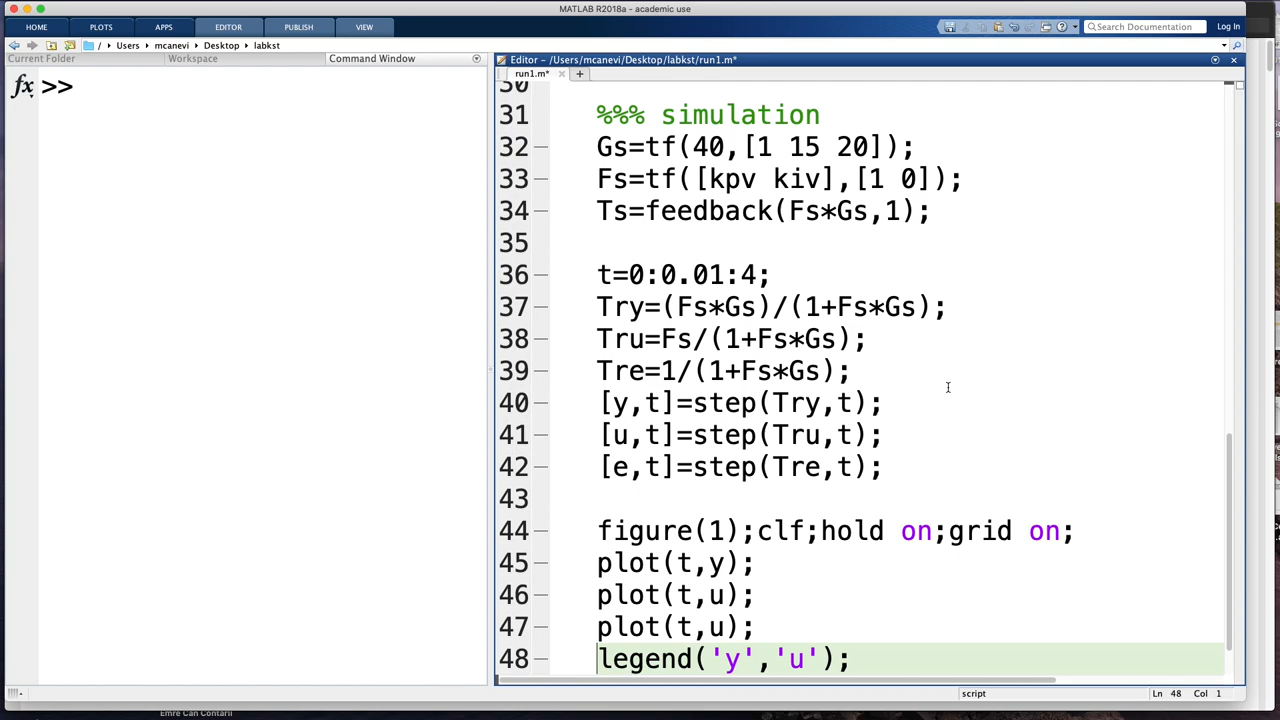 MATLAB R2018a - academic use
HOME PLOTS APPS EDITOR PUBLISH VIEW Search Documentation Log In
/ Users mcanevi Desktop labkst
Current Folder Workspace Command Window Editor - /Users/mcanevi/Desktop/labkst/run1.m*
run1.m*
fx >>
30
31 %%% simulation
32 Gs=tf(40,[1 15 20]);
33 Fs=tf([kpv kiv],[1 0]);
34 Ts=feedback(Fs*Gs,1);
35
36 t=0:0.01:4;
37 Try=(Fs*Gs)/(1+Fs*Gs);
38 Tru=Fs/(1+Fs*Gs);
39 Tre=1/(1+Fs*Gs);
40 [y,t]=step(Try,t);
41 [u,t]=step(Tru,t);
42 [e,t]=step(Tre,t);
43
44 figure(1);clf;hold on;grid on;
45 plot(t,y);
46 plot(t,u);
47 plot(t,u);
48 legend('y','u');
script Ln 48 Col 1
Emre Can Contarli